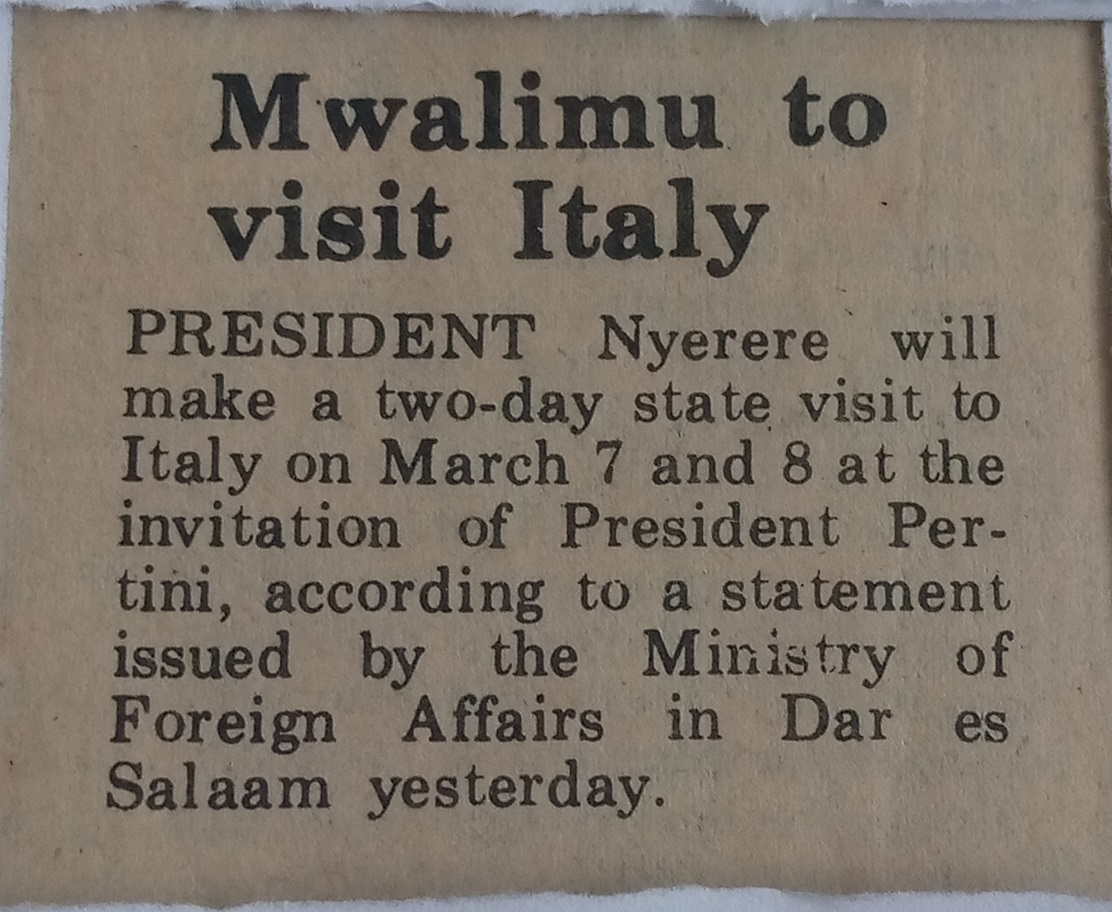 Mwalimu to
visit Italy
PRESIDENT Nyerere will
make a two-day state visit to
Italy on March 7 and 8 at the
invitation of President Per-
tini, according to a statement
issued by the Ministry of
Foreign Affairs in Dar es
Salaam yesterday.